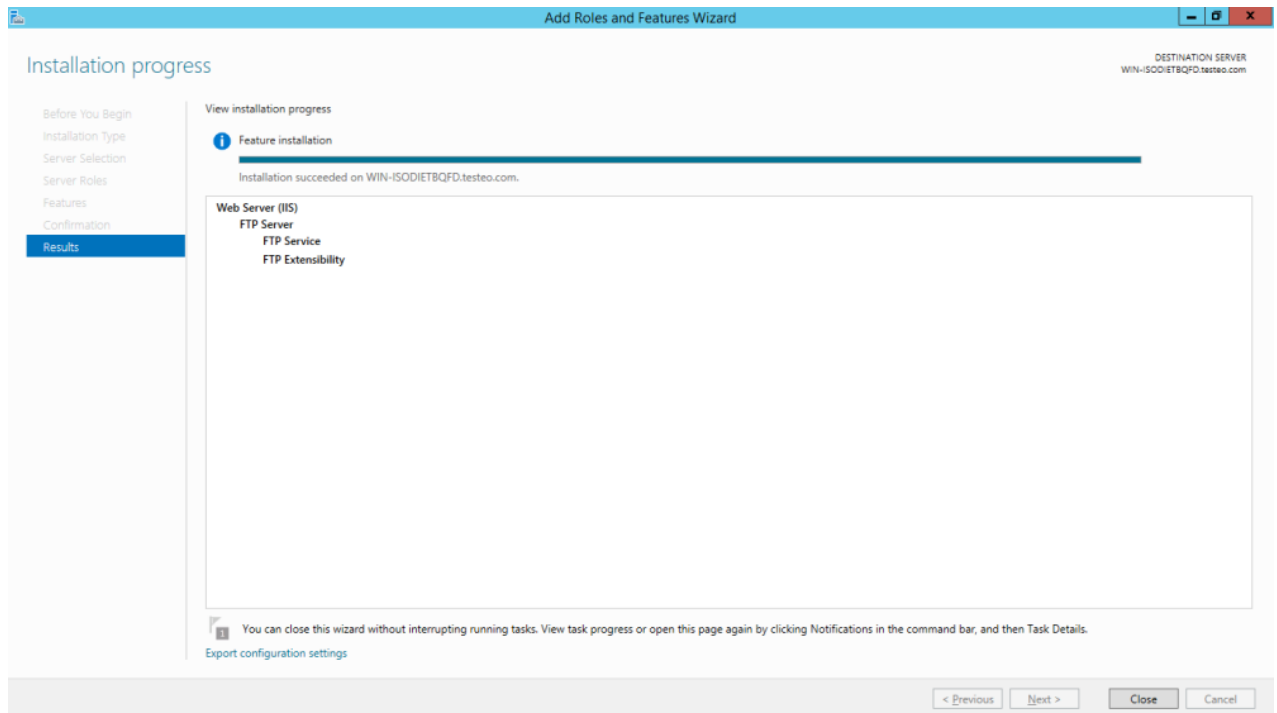 Add Roles and Features Wizard
Installation progress
DESTINATION SERVER
WIN-ISODIETBQFD.testeo.com
Before You Begin
Installation Type
Server Selection
Server Roles
Features
Confirmation
Results
View installation progress
Feature installation
Installation succeeded on WIN-ISODIETBQFD.testeo.com.
Web Server (IIS)
FTP Server
FTP Service
FTP Extensibility
1
You can close this wizard without interrupting running tasks. View task progress or open this page again by clicking Notifications in the command bar, and then Task Details.
Export configuration settings
< Previous
Next >
Close
Cancel